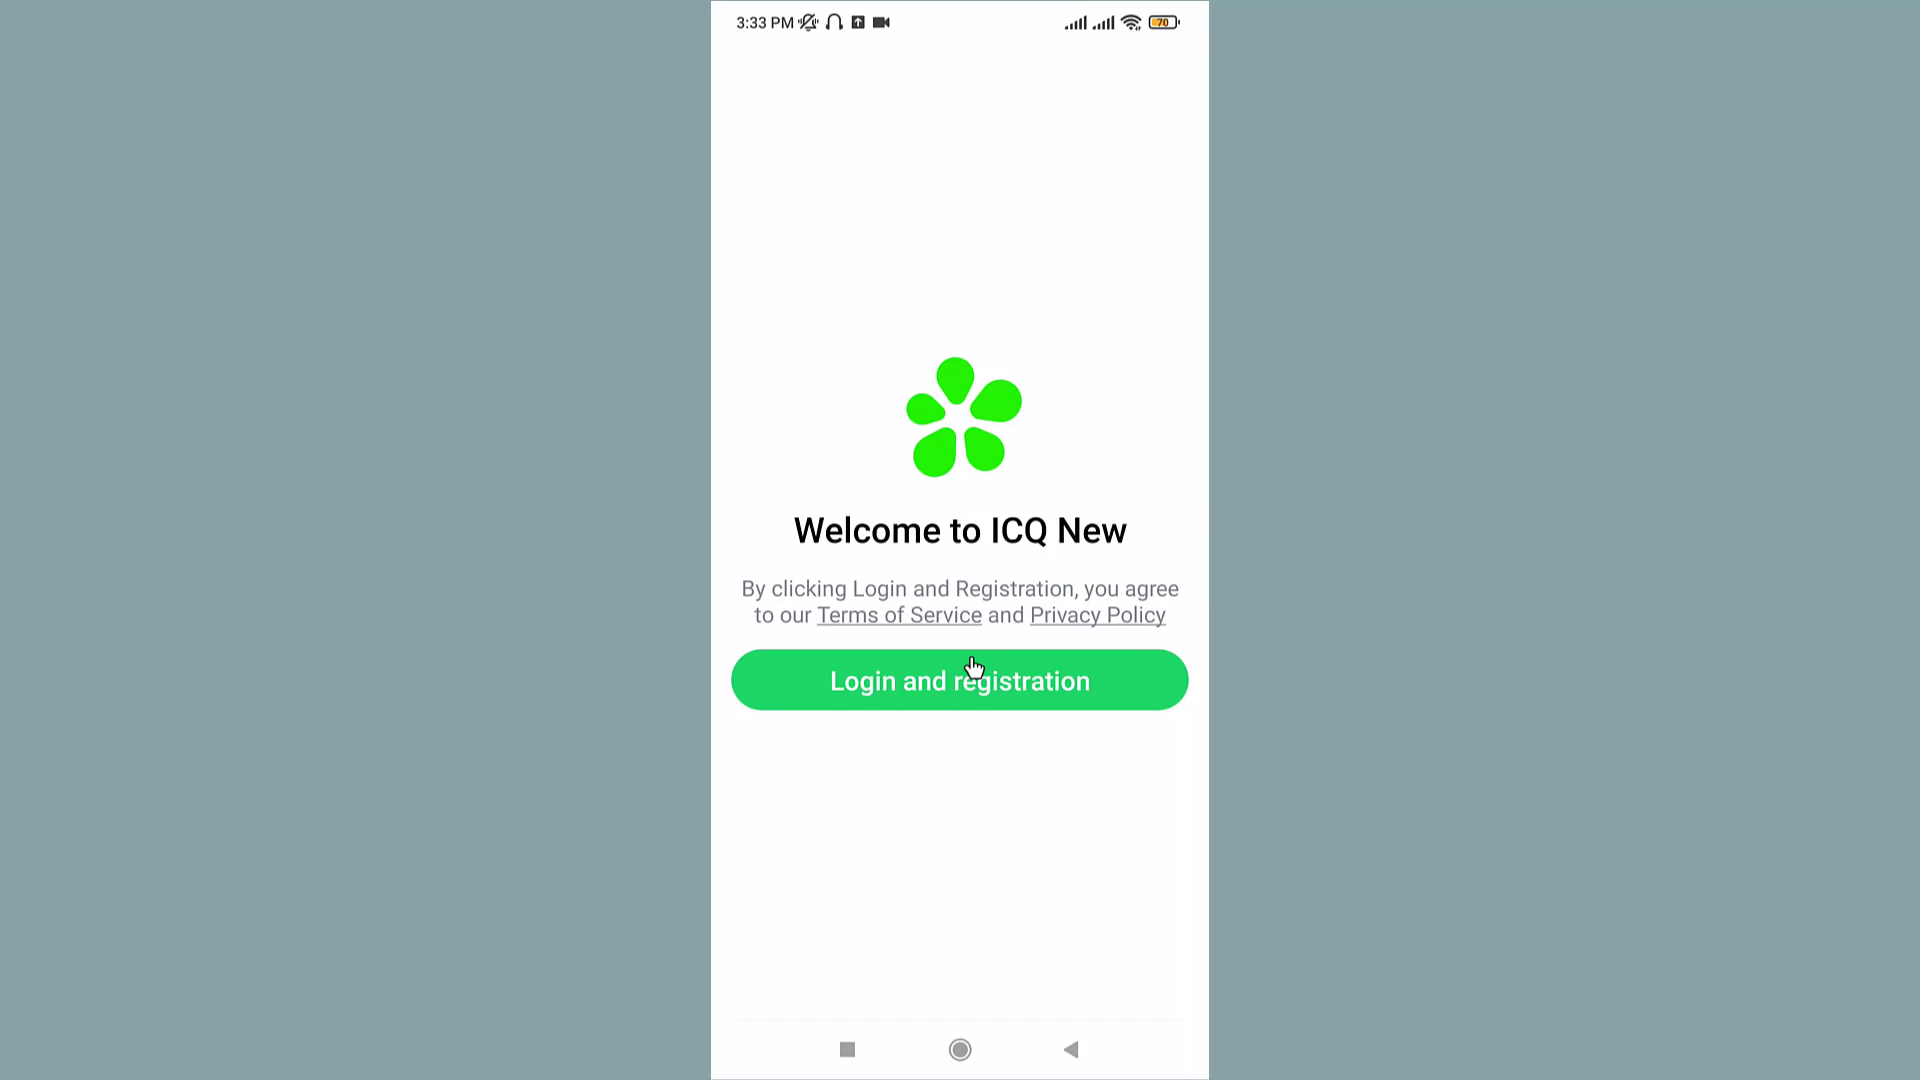 3:33 PM
70
Welcome to ICQ New
By clicking Login and Registration, you agree
to our Terms of Service and Privacy Policy
Login and registration